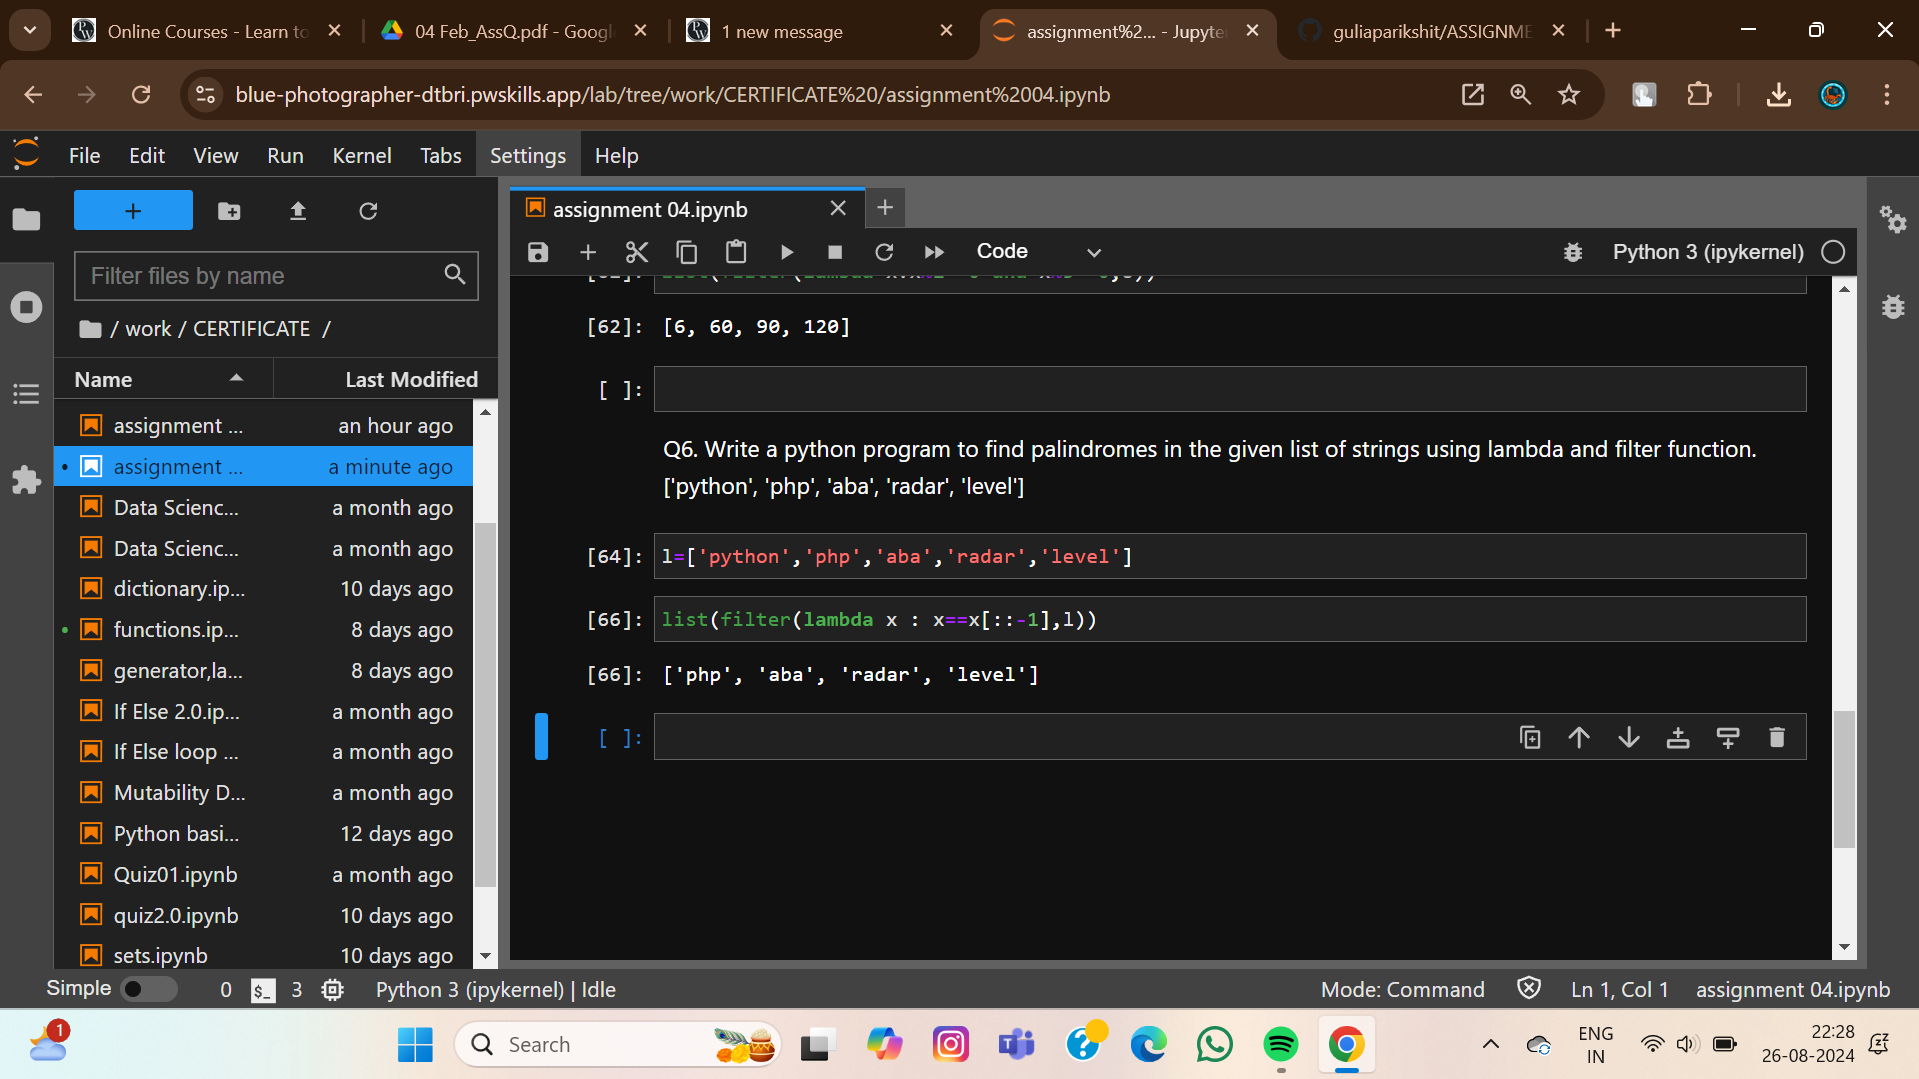 Online Courses - Learn to
04 Feb_AssQ.pdf - Googl
1 new message
assignment%2... - Jupyte
guliaparikshit/ASSIGNME
blue-photographer-dtbri.pwskills.app/lab/tree/work/CERTIFICATE%20/assignment%2004.ipynb
File Edit View Run Kernel Tabs Settings Help
Filter files by name
/ work / CERTIFICATE /
Name Last Modified
assignment ... an hour ago
assignment ... a minute ago
Data Scienc... a month ago
Data Scienc... a month ago
dictionary.ip... 10 days ago
functions.ip... 8 days ago
generator,la... 8 days ago
If Else 2.0.ip... a month ago
If Else loop ... a month ago
Mutability D... a month ago
Python basi... 12 days ago
Quiz01.ipynb a month ago
quiz2.0.ipynb 10 days ago
sets.ipynb 10 days ago
assignment 04.ipynb
Code
Python 3 (ipykernel)
[62]: [6, 60, 90, 120]
[ ]:
Q6. Write a python program to find palindromes in the given list of strings using lambda and filter function.
['python', 'php', 'aba', 'radar', 'level']
[64]: l=['python','php','aba','radar','level']
[66]: list(filter(lambda x : x==x[::-1],l))
[66]: ['php', 'aba', 'radar', 'level']
[ ]:
Simple 0 $_ 3 Python 3 (ipykernel) | Idle
Mode: Command Ln 1, Col 1 assignment 04.ipynb
1
Search
ENG
IN
22:28
26-08-2024